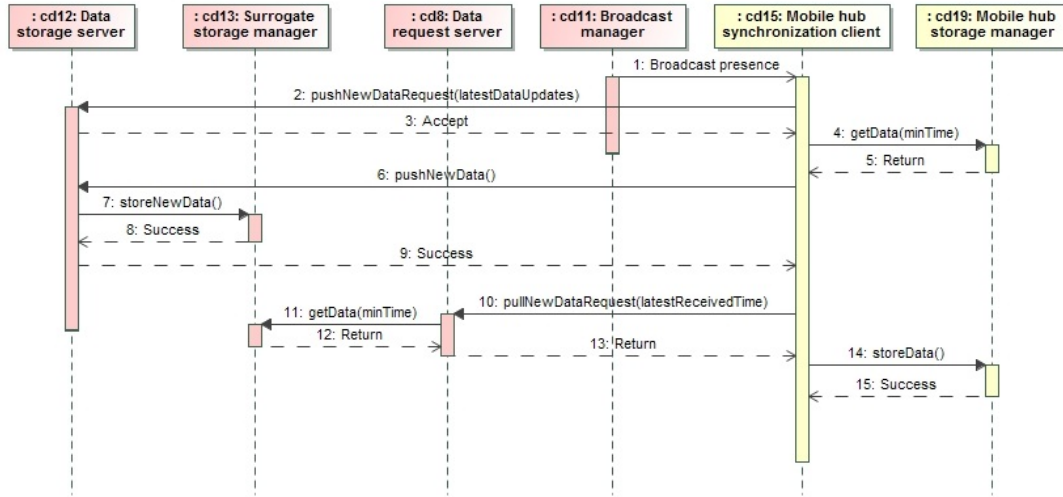 : cd12: Data
storage server
: cd13: Surrogate
storage manager
: cd8: Data
request server
: cd11: Broadcast
manager
: cd15: Mobile hub
synchronization client
: cd19: Mobile hub
storage manager
1: Broadcast presence
2: pushNewDataRequest(latestDataUpdates)
3: Accept
4: getData(minTime)
5: Return
6: pushNewData()
7: storeNewData()
8: Success
9: Success
10: pullNewDataRequest(latestReceivedTime)
11: getData(minTime)
12: Return
13: Return
14: storeData()
15: Success